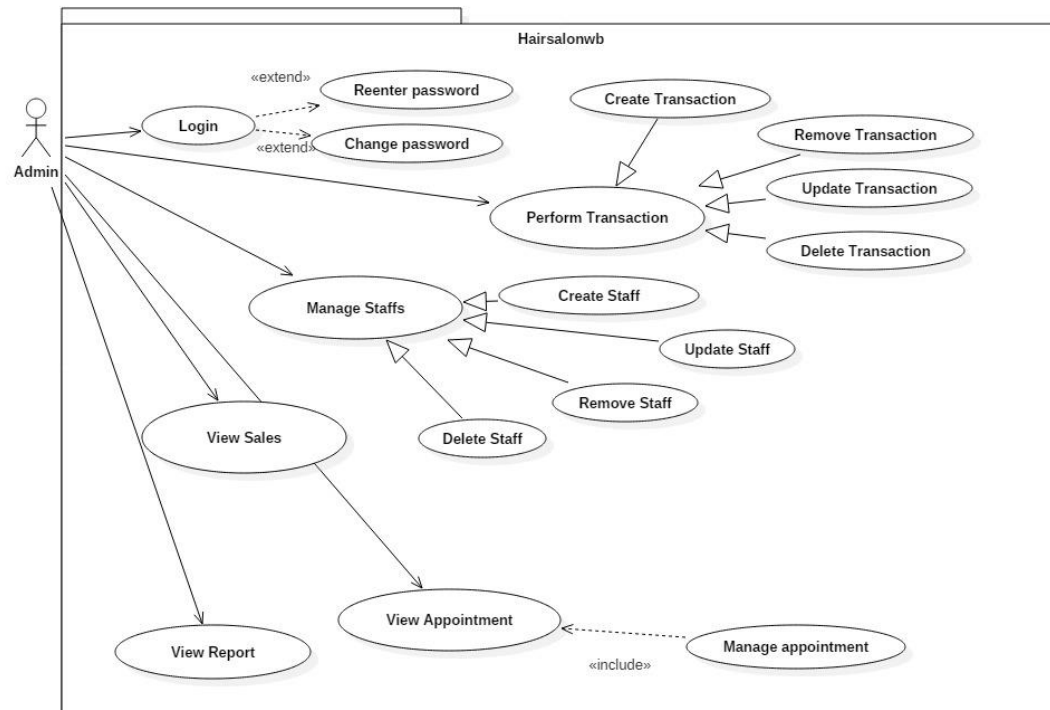 Hairsalonwb
«extend»
Reenter password
Create Transaction
Login
Remove Transaction
«extend»
Change password
Admin
Update Transaction
Perform Transaction
Delete Transaction
Create Staff
Manage Staffs
Update Staff
Remove Staff
View Sales
Delete Staff
View Appointment
Manage appointment
View Report
«include»